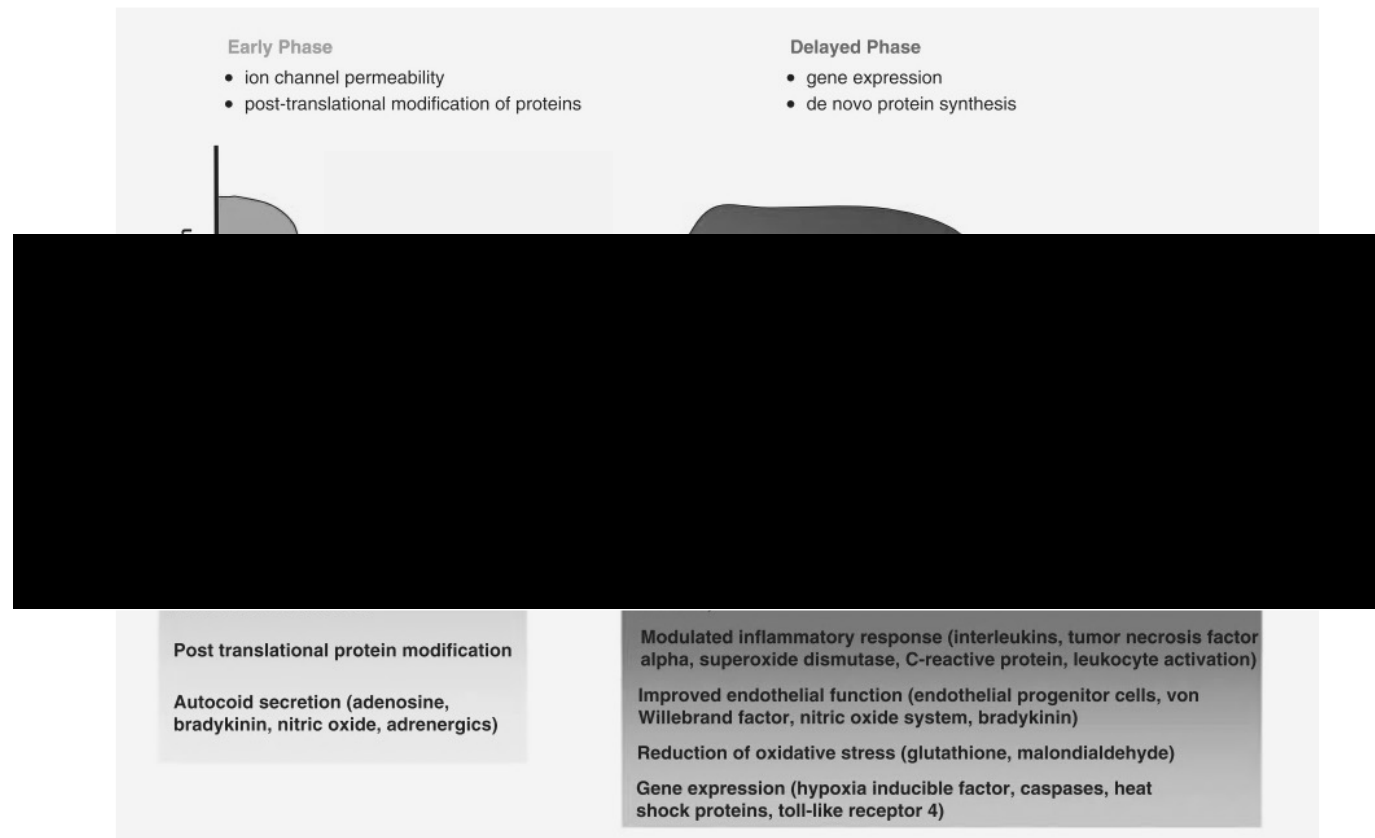 Early Phase
• ion channel permeability
• post-translational modification of proteins
Delayed Phase
• gene expression
• de novo protein synthesis
Post translational protein modification
Autocoid secretion (adenosine,
bradykinin, nitric oxide, adrenergics)
Modulated inflammatory response (interleukins, tumor necrosis factor
alpha, superoxide dismutase, C-reactive protein, leukocyte activation)
Improved endothelial function (endothelial progenitor cells, von
Willebrand factor, nitric oxide system, bradykinin)
Reduction of oxidative stress (glutathione, malondialdehyde)
Gene expression (hypoxia inducible factor, caspases, heat
shock proteins, toll-like receptor 4)